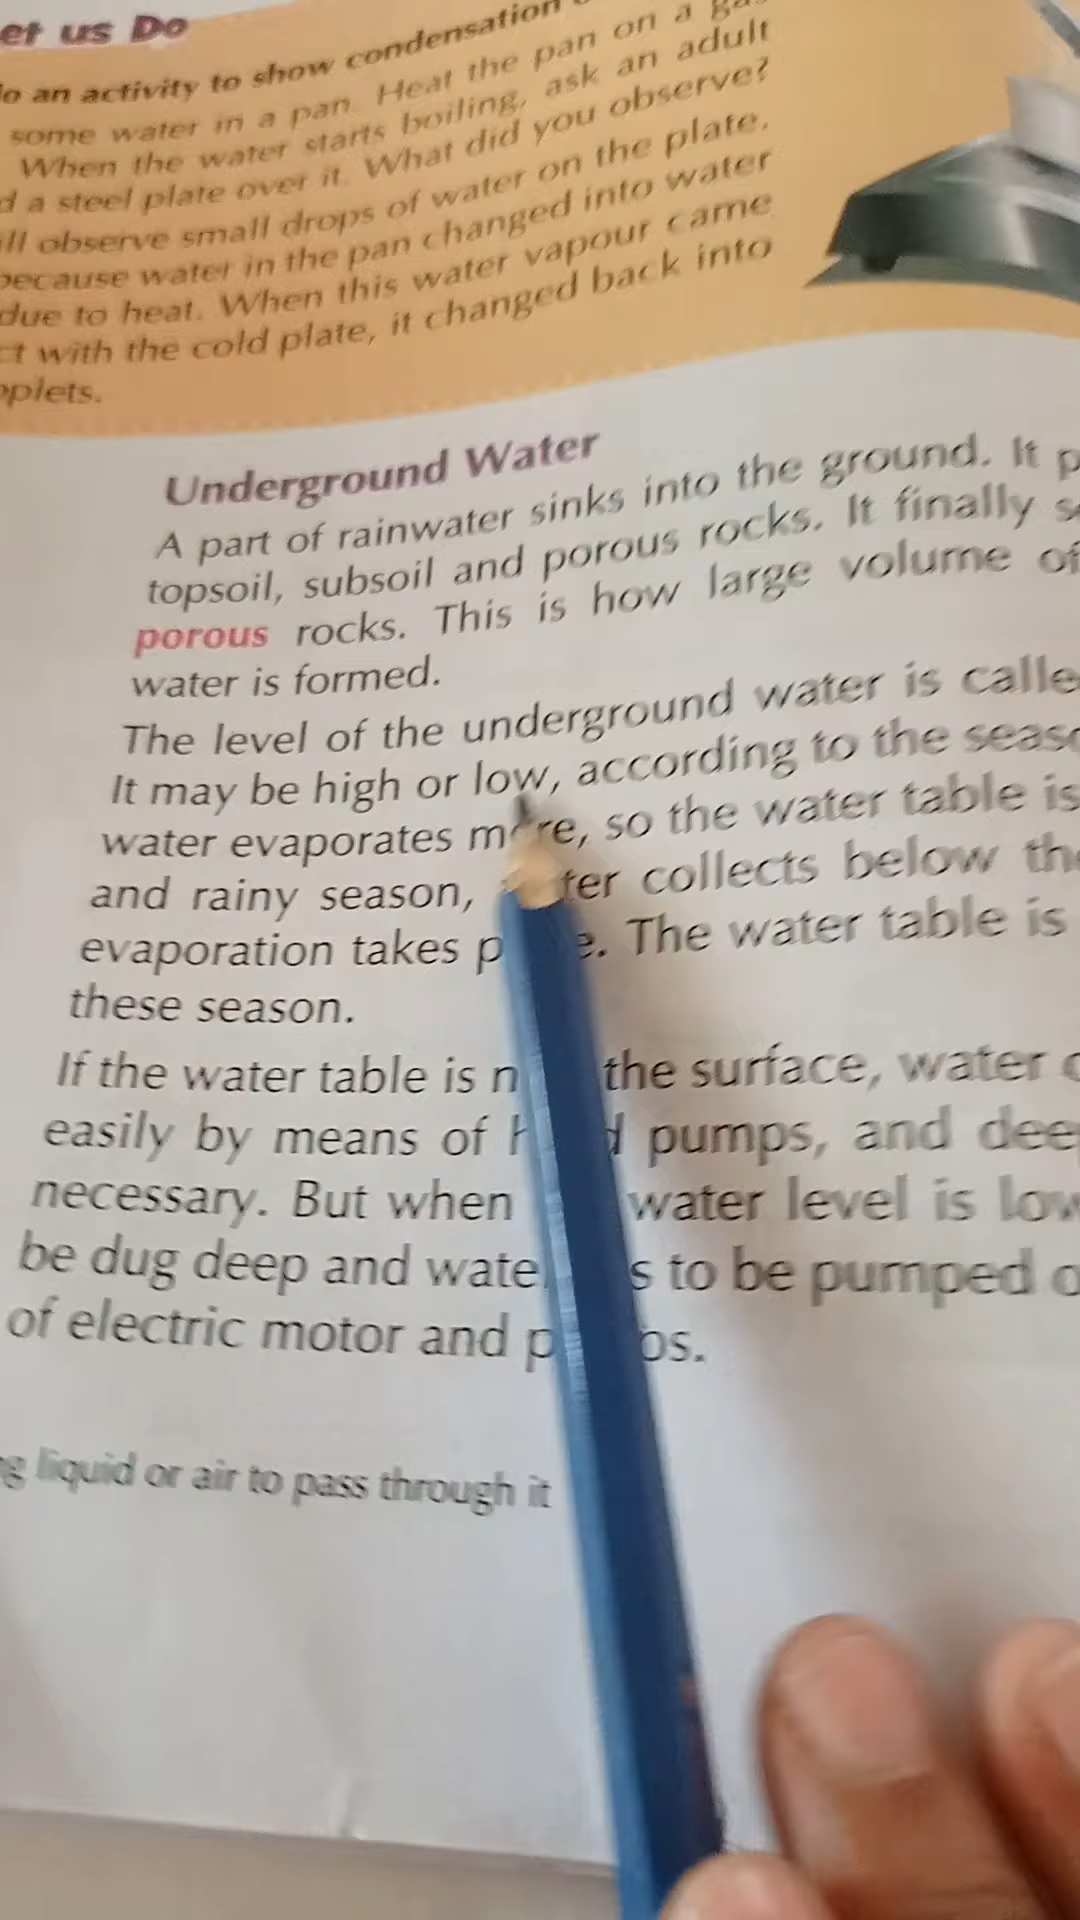 et us Do
o an activity to show condensation
some water in a pan. Heat the pan on a ga
When the water starts boiling, ask an adult
d a steel plate over it. What did you observe?
ll observe small drops of water on the plate.
because water in the pan changed into water
due to heat. When this water vapour came
ct with the cold plate, it changed back into
plets.
Underground Water
A part of rainwater sinks into the ground. It p
topsoil, subsoil and porous rocks. It finally s
porous rocks. This is how large volume of
water is formed.
The level of the underground water is calle
It may be high or low, according to the seaso
water evaporates m re, so the water table is
and rainy season, ter collects below the
evaporation takes p e. The water table is
these season.
If the water table is n the surface, water
easily by means of h d pumps, and dee
necessary. But when water level is low
be dug deep and wate s to be pumped o
of electric motor and p ps.
g liquid or air to pass through it